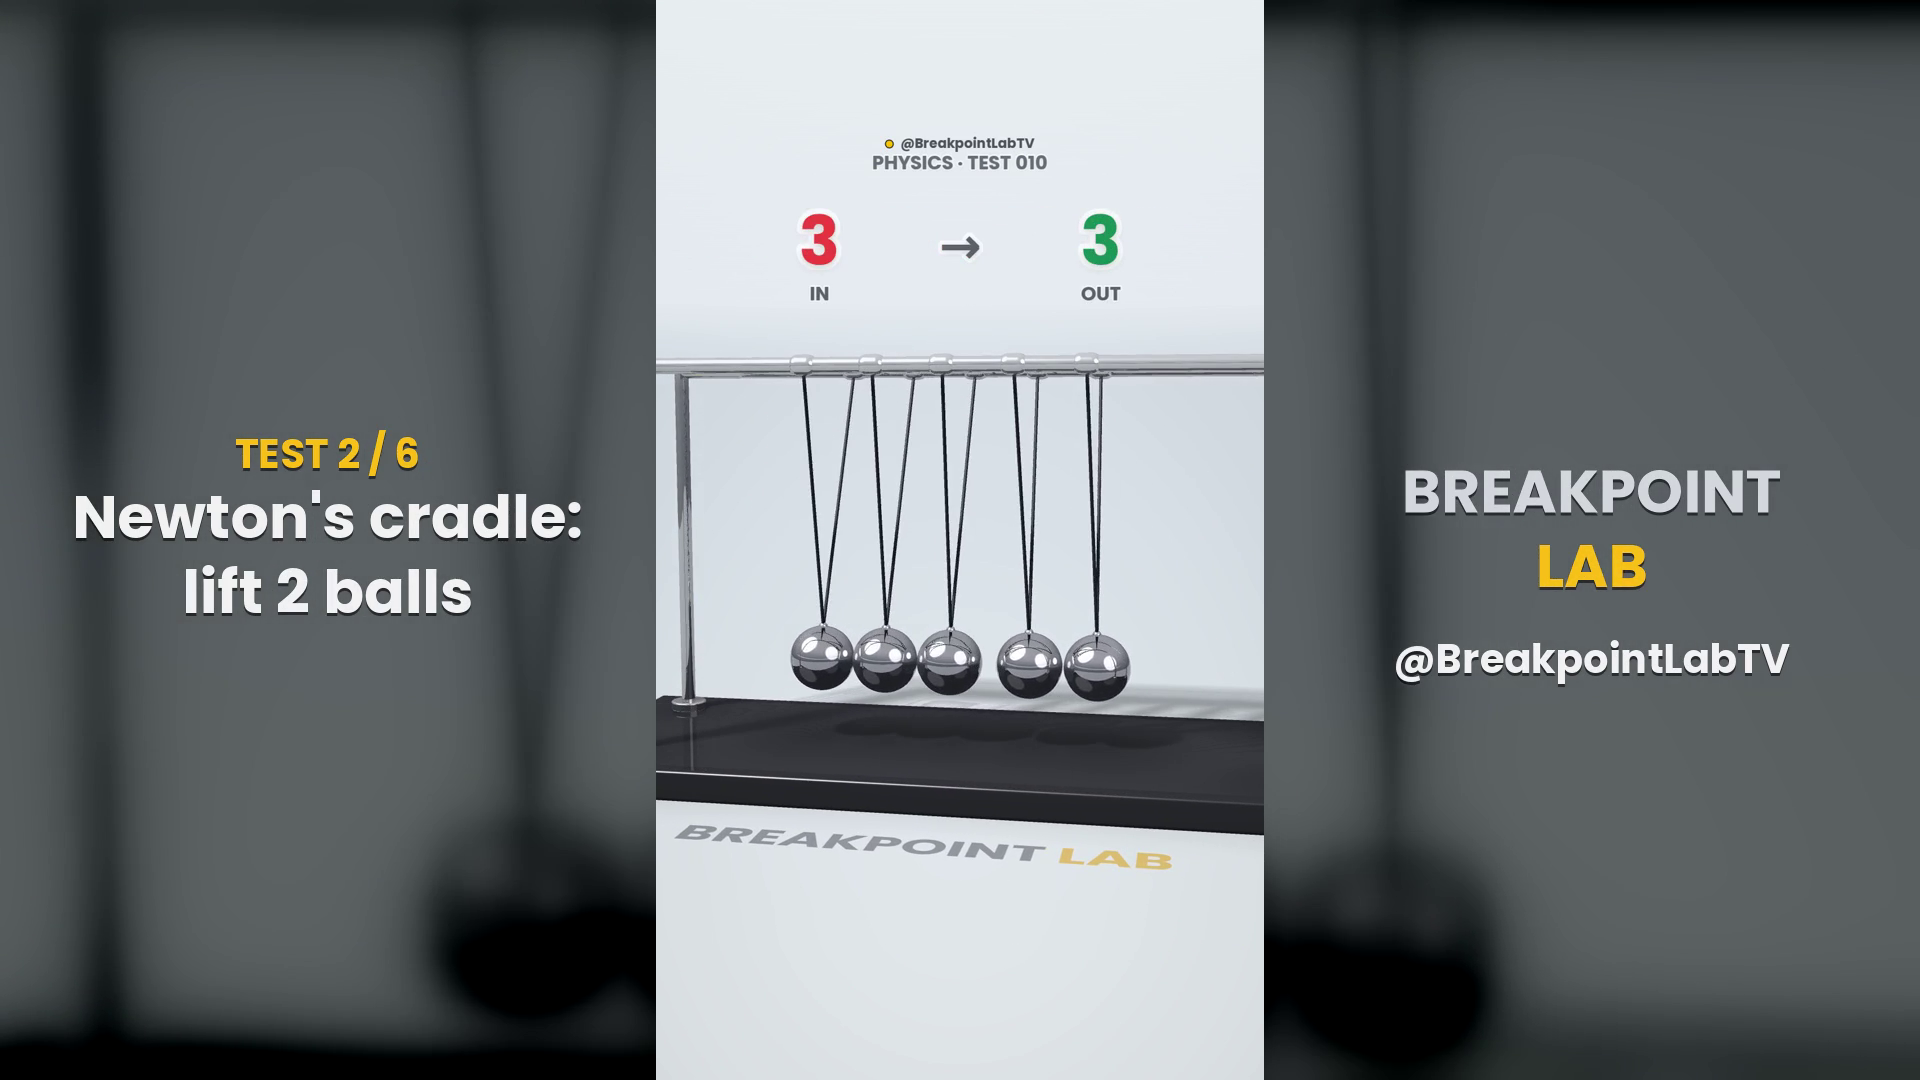 TEST 2 / 6
Newton's cradle:
lift 2 balls
@BreakpointLabTV
PHYSICS · TEST 010
3 → 3
IN OUT
BREAKPOINT LAB
BREAKPOINT
LAB
@BreakpointLabTV